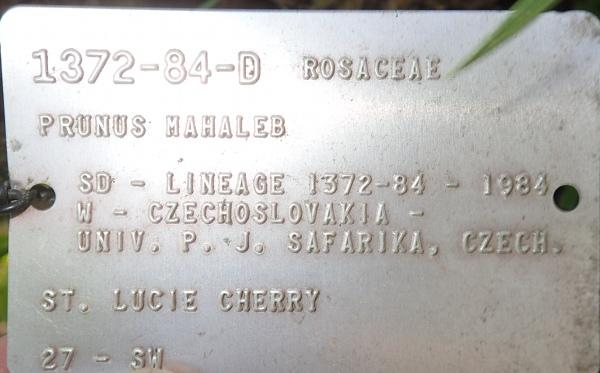 1372-84-D ROSACEAE
PRUNUS MAHALEB
SD - LINEAGE 1372-84 - 1984
W - CZECHOSLOVAKIA -
UNIV. P. J. SAFARIKA, CZECH.
ST. LUCIE CHERRY
27 - SW